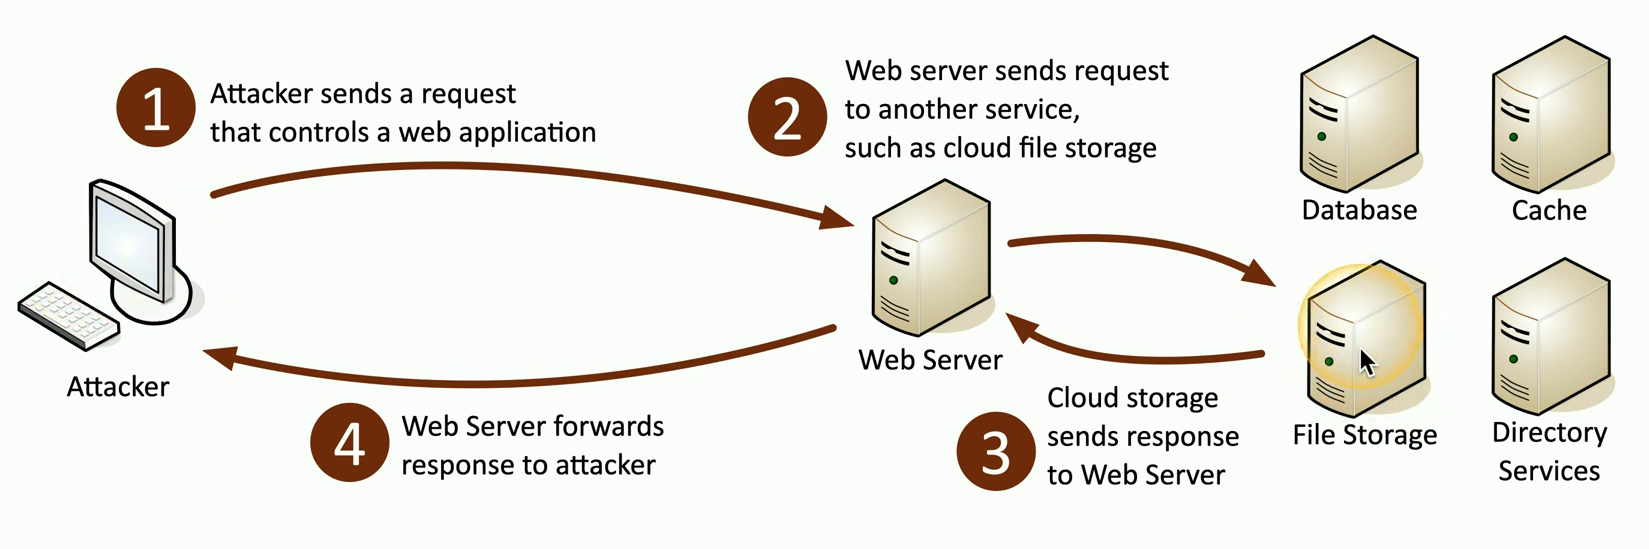 1
Attacker sends a request
that controls a web application
2
Web server sends request
to another service,
such as cloud file storage
Database
Cache
Attacker
Web Server
File Storage
Directory
Services
3
Cloud storage
sends response
to Web Server
4
Web Server forwards
response to attacker